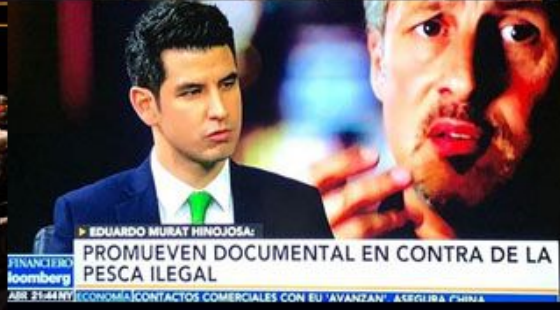 EDUARDO MURAT HINOJOSA:
PROMUEVEN DOCUMENTAL EN CONTRA DE LA
PESCA ILEGAL
FINANCIERO
Bloomberg
ABR 21:44 NY
ECONOMÍA CONTACTOS COMERCIALES CON EU 'AVANZAN', ASEGURA CHINA